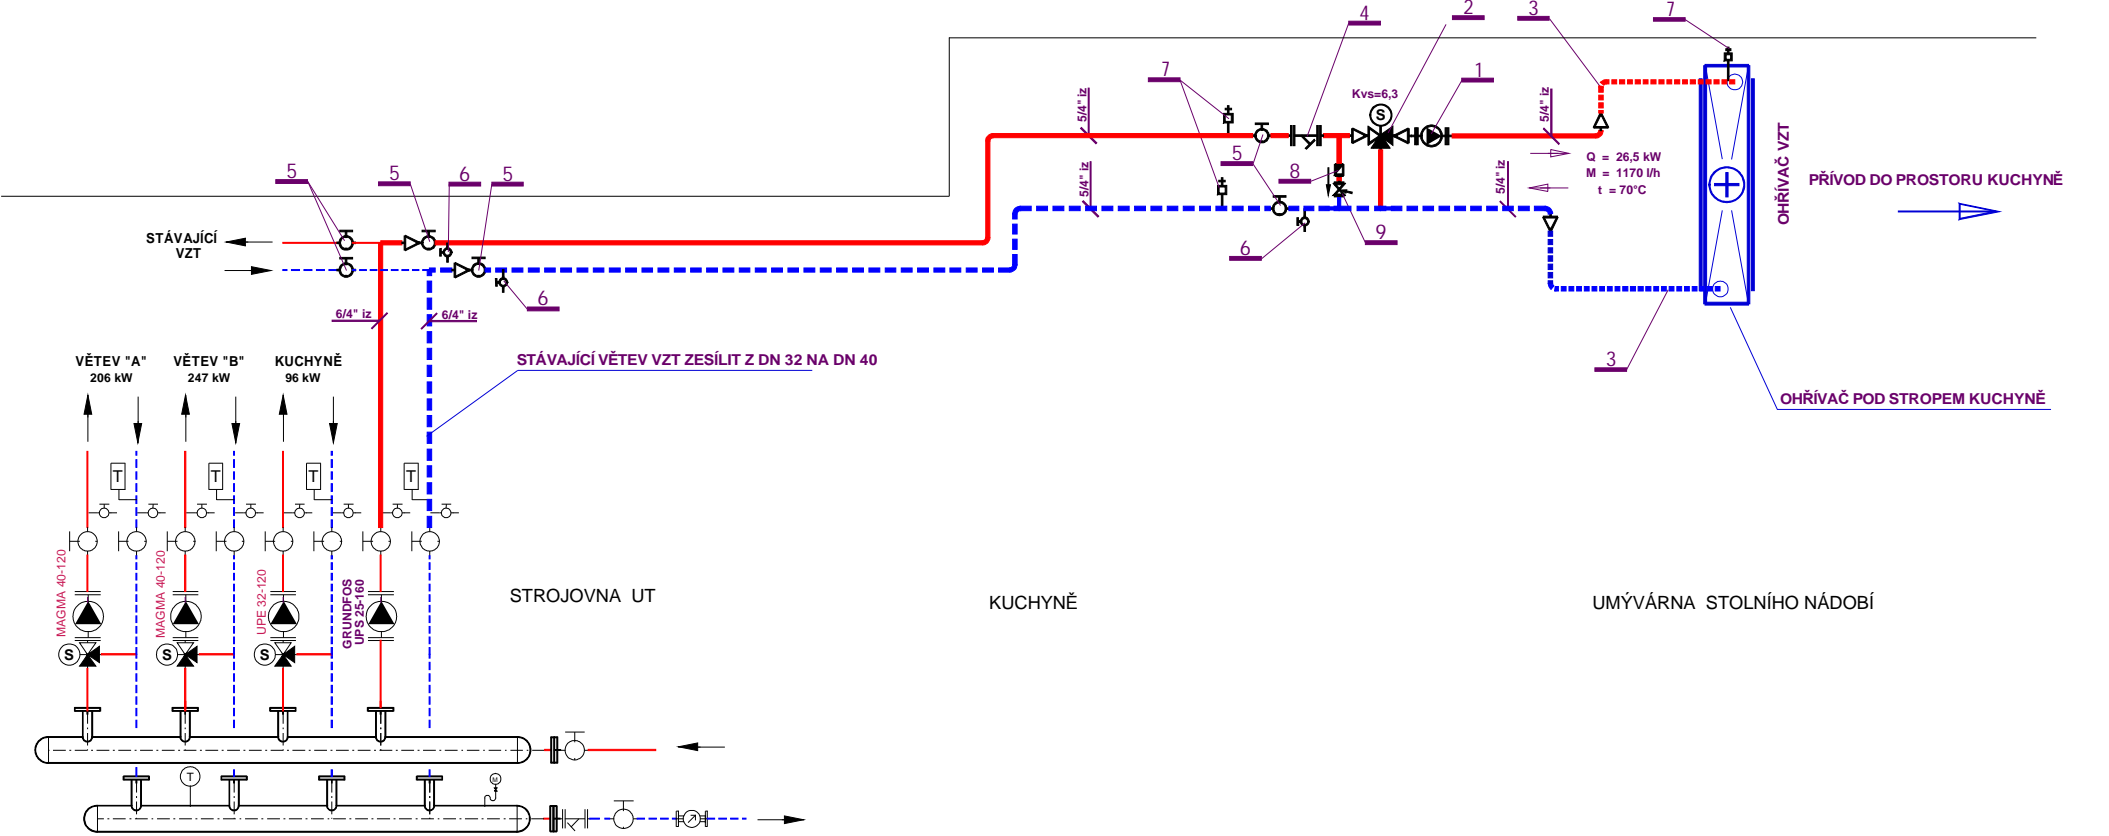 4
2
3
7
7
1
Kvs=6,3
S
5/4" iz
5/4" iz
5
8
Q = 26,5 kW
M = 1170 l/h
t = 70°C
5/4" iz
5/4" iz
OHŘÍVAČ VZT
PŘÍVOD DO PROSTORU KUCHYNĚ
5
5
6
5
9
6
STÁVAJÍCÍ
VZT
6
6/4" iz
6/4" iz
3
VĚTEV "A"
206 kW
VĚTEV "B"
247 kW
KUCHYNĚ
96 kW
STÁVAJÍCÍ VĚTEV VZT ZESÍLIT Z DN 32 NA DN 40
OHŘÍVAČ POD STROPEM KUCHYNĚ
T
T
T
T
MAGMA 40-120
MAGMA 40-120
UPE 32-120
GRUNDFOS
UPS 25-160
STROJOVNA UT
KUCHYNĚ
UMÝVÁRNA STOLNÍHO NÁDOBÍ
S
S
S
T
M